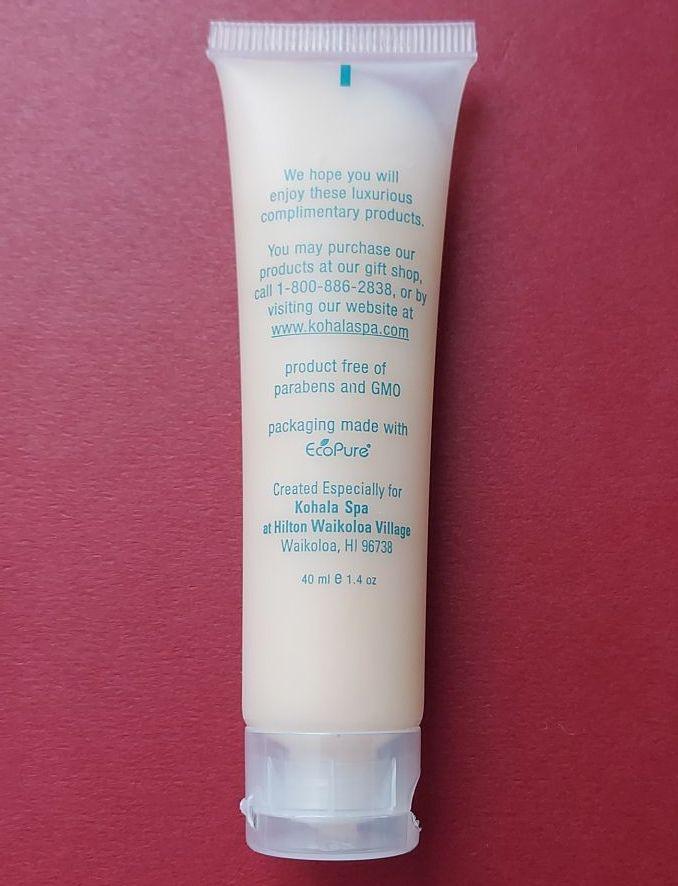 We hope you will
enjoy these luxurious
complimentary products.
You may purchase our
products at our gift shop,
call 1-800-886-2838, or by
visiting our website at
www.kohalaspa.com
product free of
parabens and GMO
packaging made with
EcoPure®
Created Especially for
Kohala Spa
at Hilton Waikoloa Village
Waikoloa, HI 96738
40 ml ℮ 1.4 oz